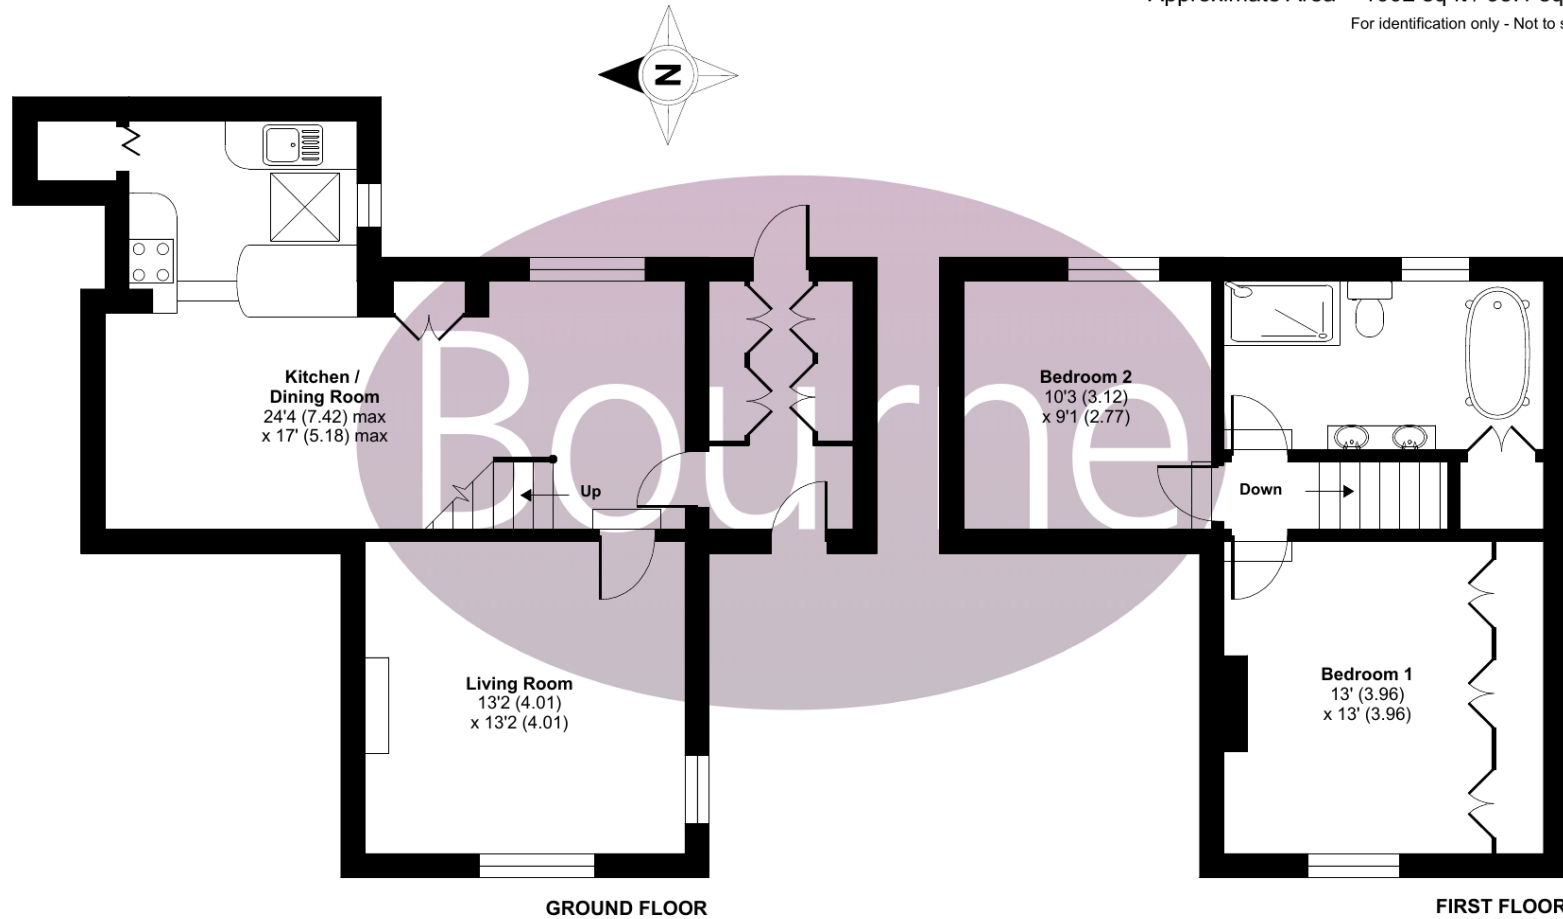 For identification only - Not to
N
Kitchen /
Dining Room
24'4 (7.42) max
x 17' (5.18) max
Up
Living Room
13'2 (4.01)
x 13'2 (4.01)
Bedroom 2
10'3 (3.12)
x 9'1 (2.77)
Down
Bedroom 1
13' (3.96)
x 13' (3.96)
Bourne
GROUND FLOOR
FIRST FLOOR